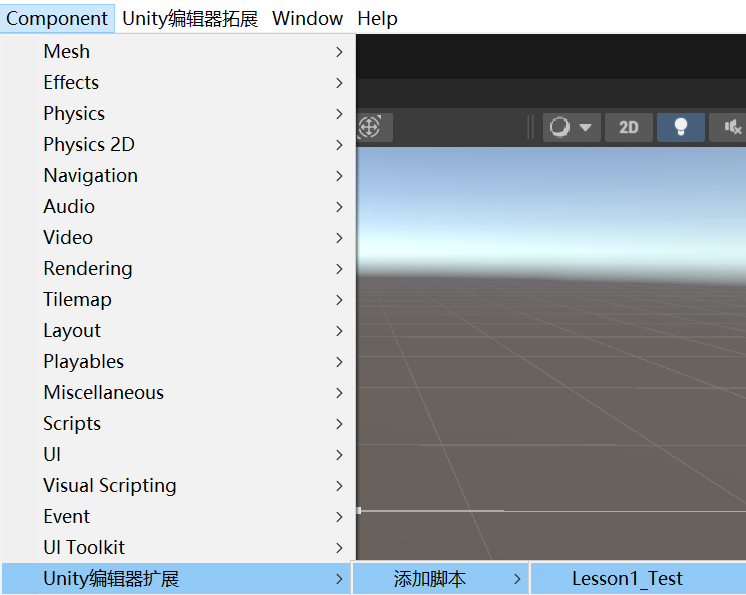 Component Unity编辑器拓展 Window Help
Mesh
Effects
Physics
2D
Physics 2D
Navigation
Audio
Video
Rendering
Tilemap
Layout
Playables
Miscellaneous
Scripts
UI
Visual Scripting
Event
UI Toolkit
Unity编辑器扩展 添加脚本 Lesson1_Test